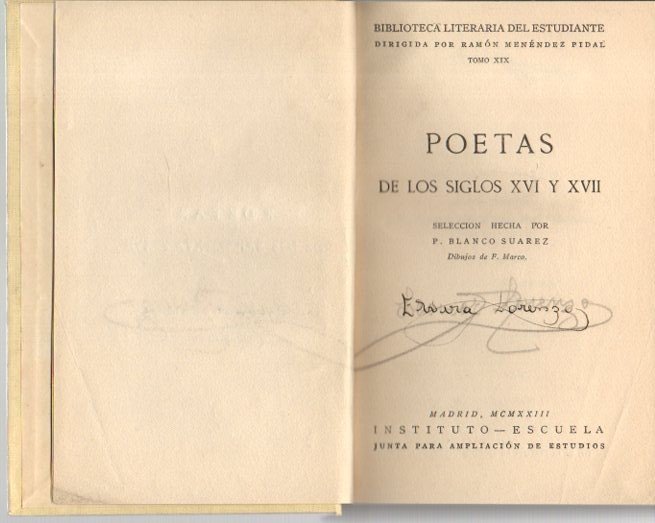 BIBLIOTECA LITERARIA DEL ESTUDIANTE
DIRIGIDA POR RAMÓN MENÉNDEZ PIDAL
TOMO XIX
POETAS
DE LOS SIGLOS XVI Y XVII
SELECCION HECHA POR
P. BLANCO SUAREZ
Dibujos de F. Marco.
Lorenzo
MADRID, MCMXXIII
INSTITUTO—ESCUELA
JUNTA PARA AMPLIACIÓN DE ESTUDIOS